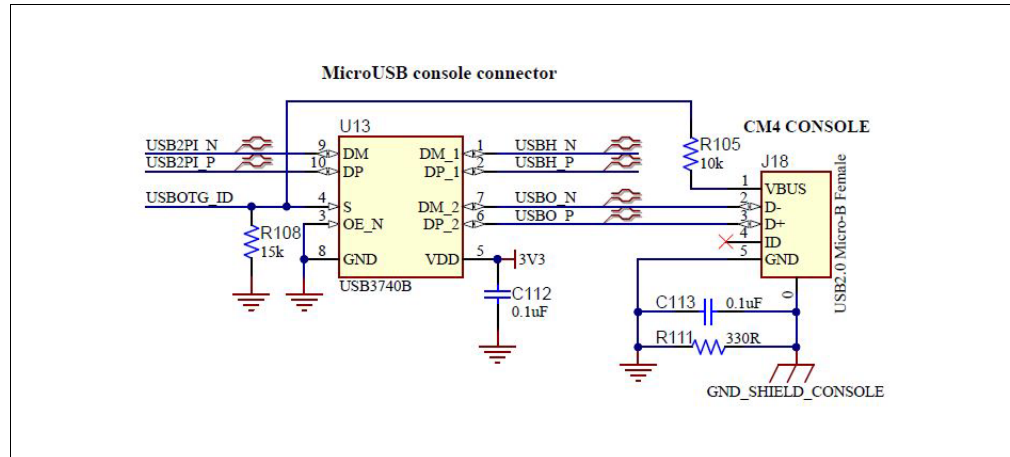 MicroUSB console connector
CM4 CONSOLE
U13
R105
10k
J18
USB2PI_N 9 DM DM_1 1 USBH_N
USB2PI_P 10 DP DP_1 2 USBH_P
USBOTG_ID 4 S DM_2 7 USBO_N
3 OE_N DP_2 6 USBO_P
8 GND VDD 5 3V3
USB3740B
R108
15k
C112
0.1uF
1 VBUS
2 D-
3 D+
4 ID
5 GND
0
USB2.0 Micro-B Female
C113 0.1uF
R111 330R
GND_SHIELD_CONSOLE